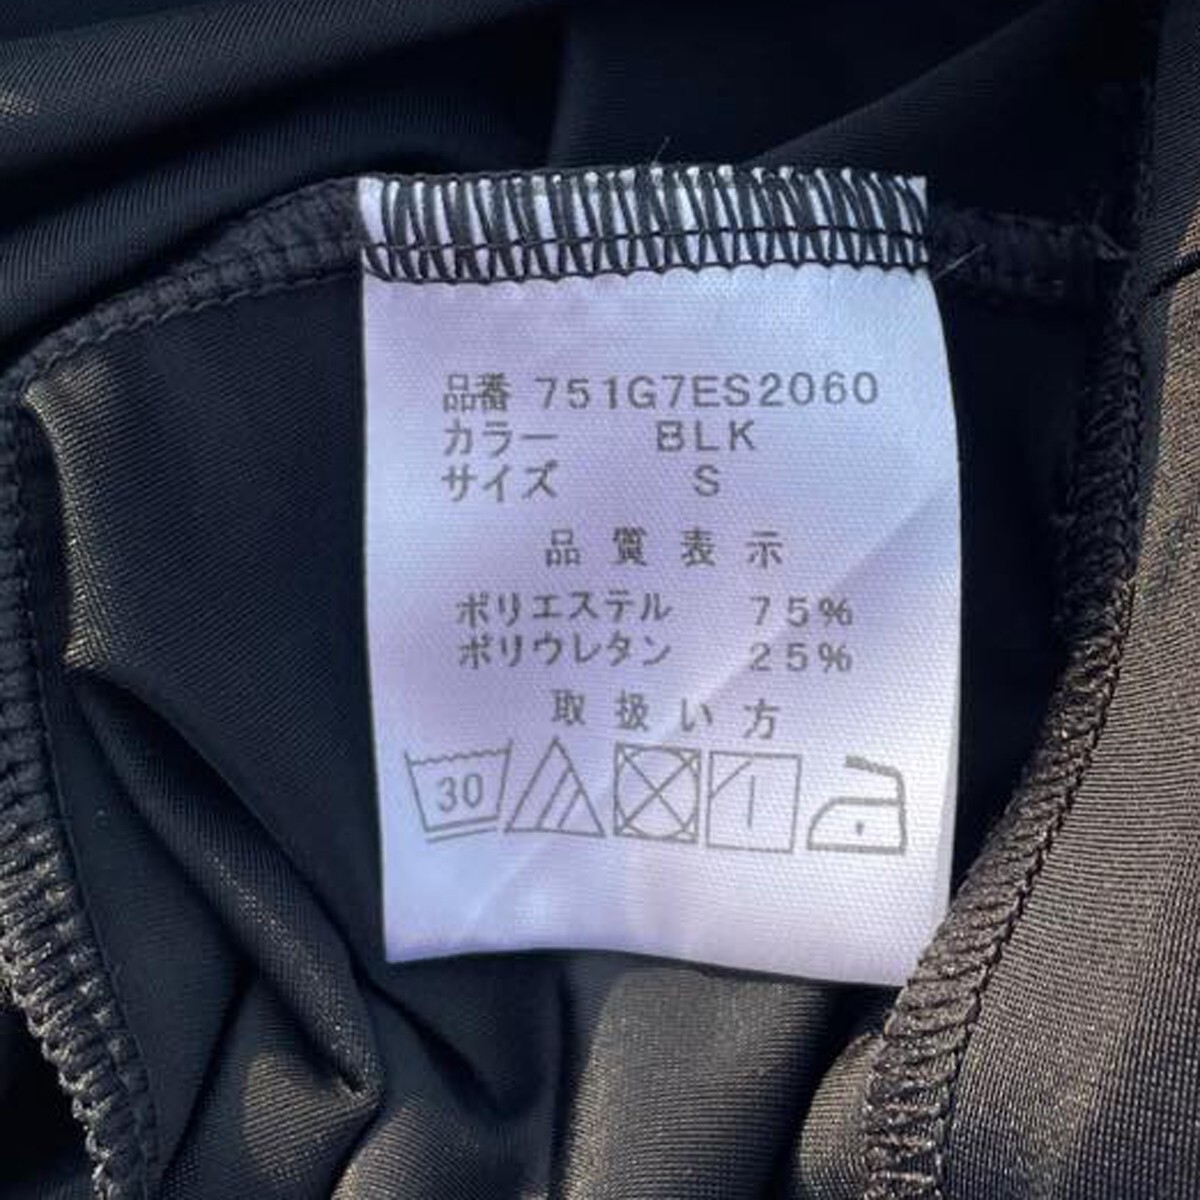 品番 751G7ES2060
カラー BLK
サイズ S
品質表示
ポリエステル 75%
ポリウレタン 25%
取扱い方
30